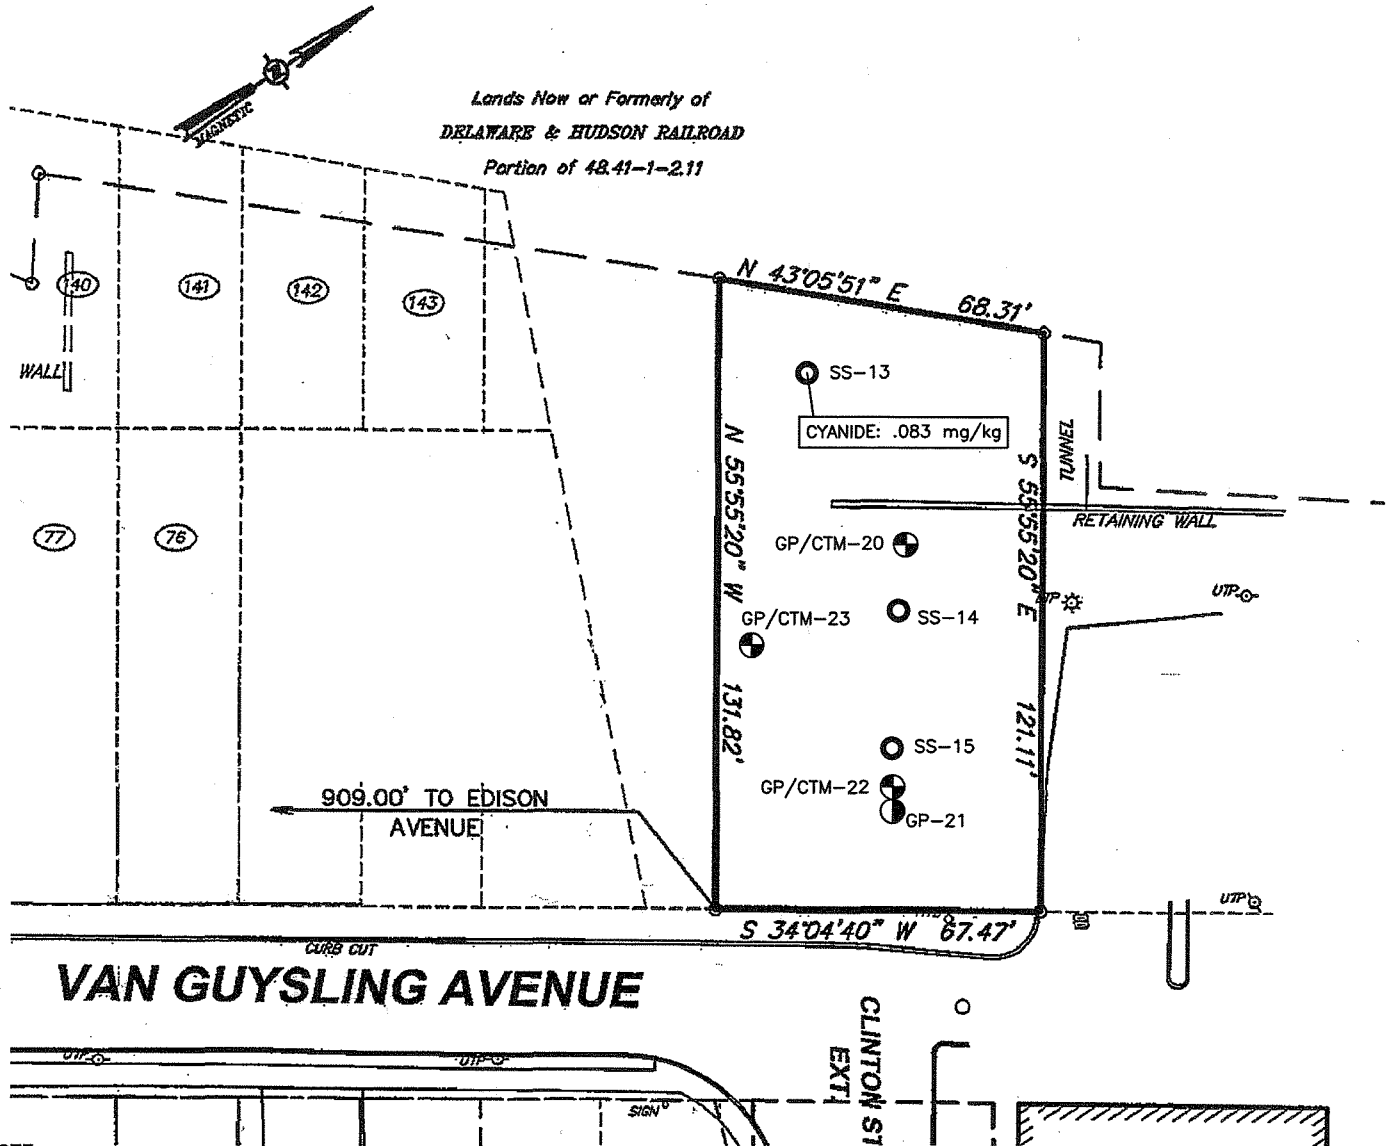 MAGNETIC
Lands Now or Formerly of
DELAWARE & HUDSON RAILROAD
Portion of 48.41-1-2.11
140
141
142
143
WALL
N 43°05'51" E 68.31'
SS-13
CYANIDE: .083 mg/kg
N 55°55'20" W 131.82'
S 55°55'20" E 121.11'
TUNNEL
RETAINING WALL
77
76
GP/CTM-20
UTP
UTP
SS-14
GP/CTM-23
SS-15
GP/CTM-22
GP-21
909.00' TO EDISON
AVENUE
UTP
S 34°04'40" W 67.47'
CURB CUT
VAN GUYSLING AVENUE
CLINTON ST
EXT.
UTP
UTP
SIGN